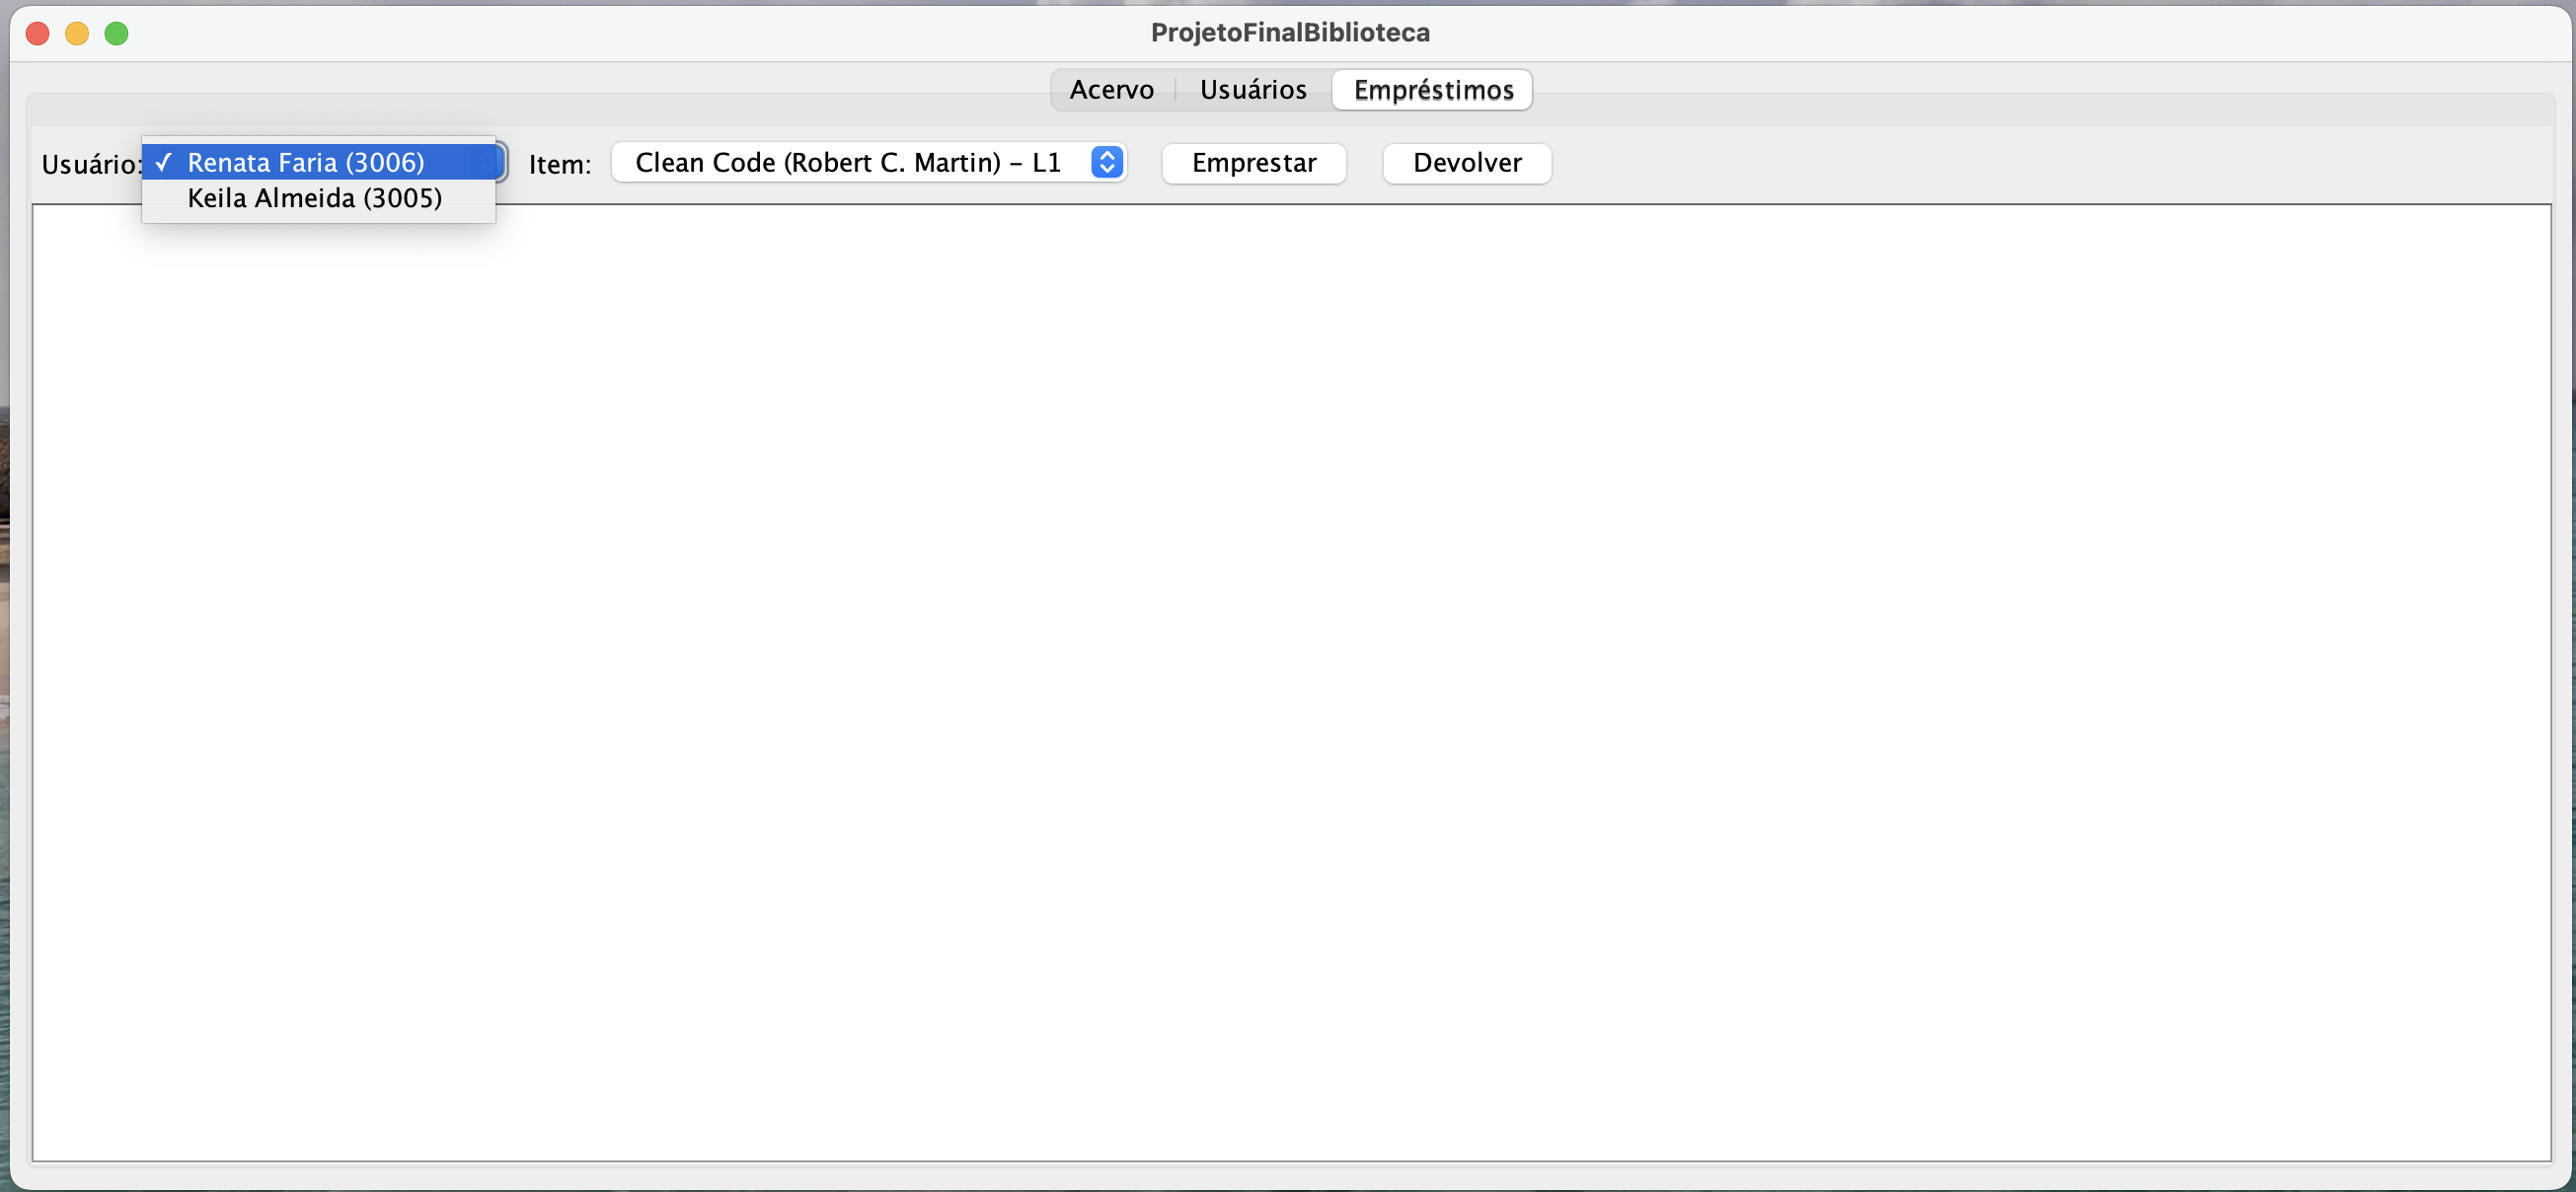 ProjetoFinalBiblioteca
Acervo Usuários Empréstimos
Usuário: ✓ Renata Faria (3006) Item: Clean Code (Robert C. Martin) – L1 Emprestar Devolver
Keila Almeida (3005)